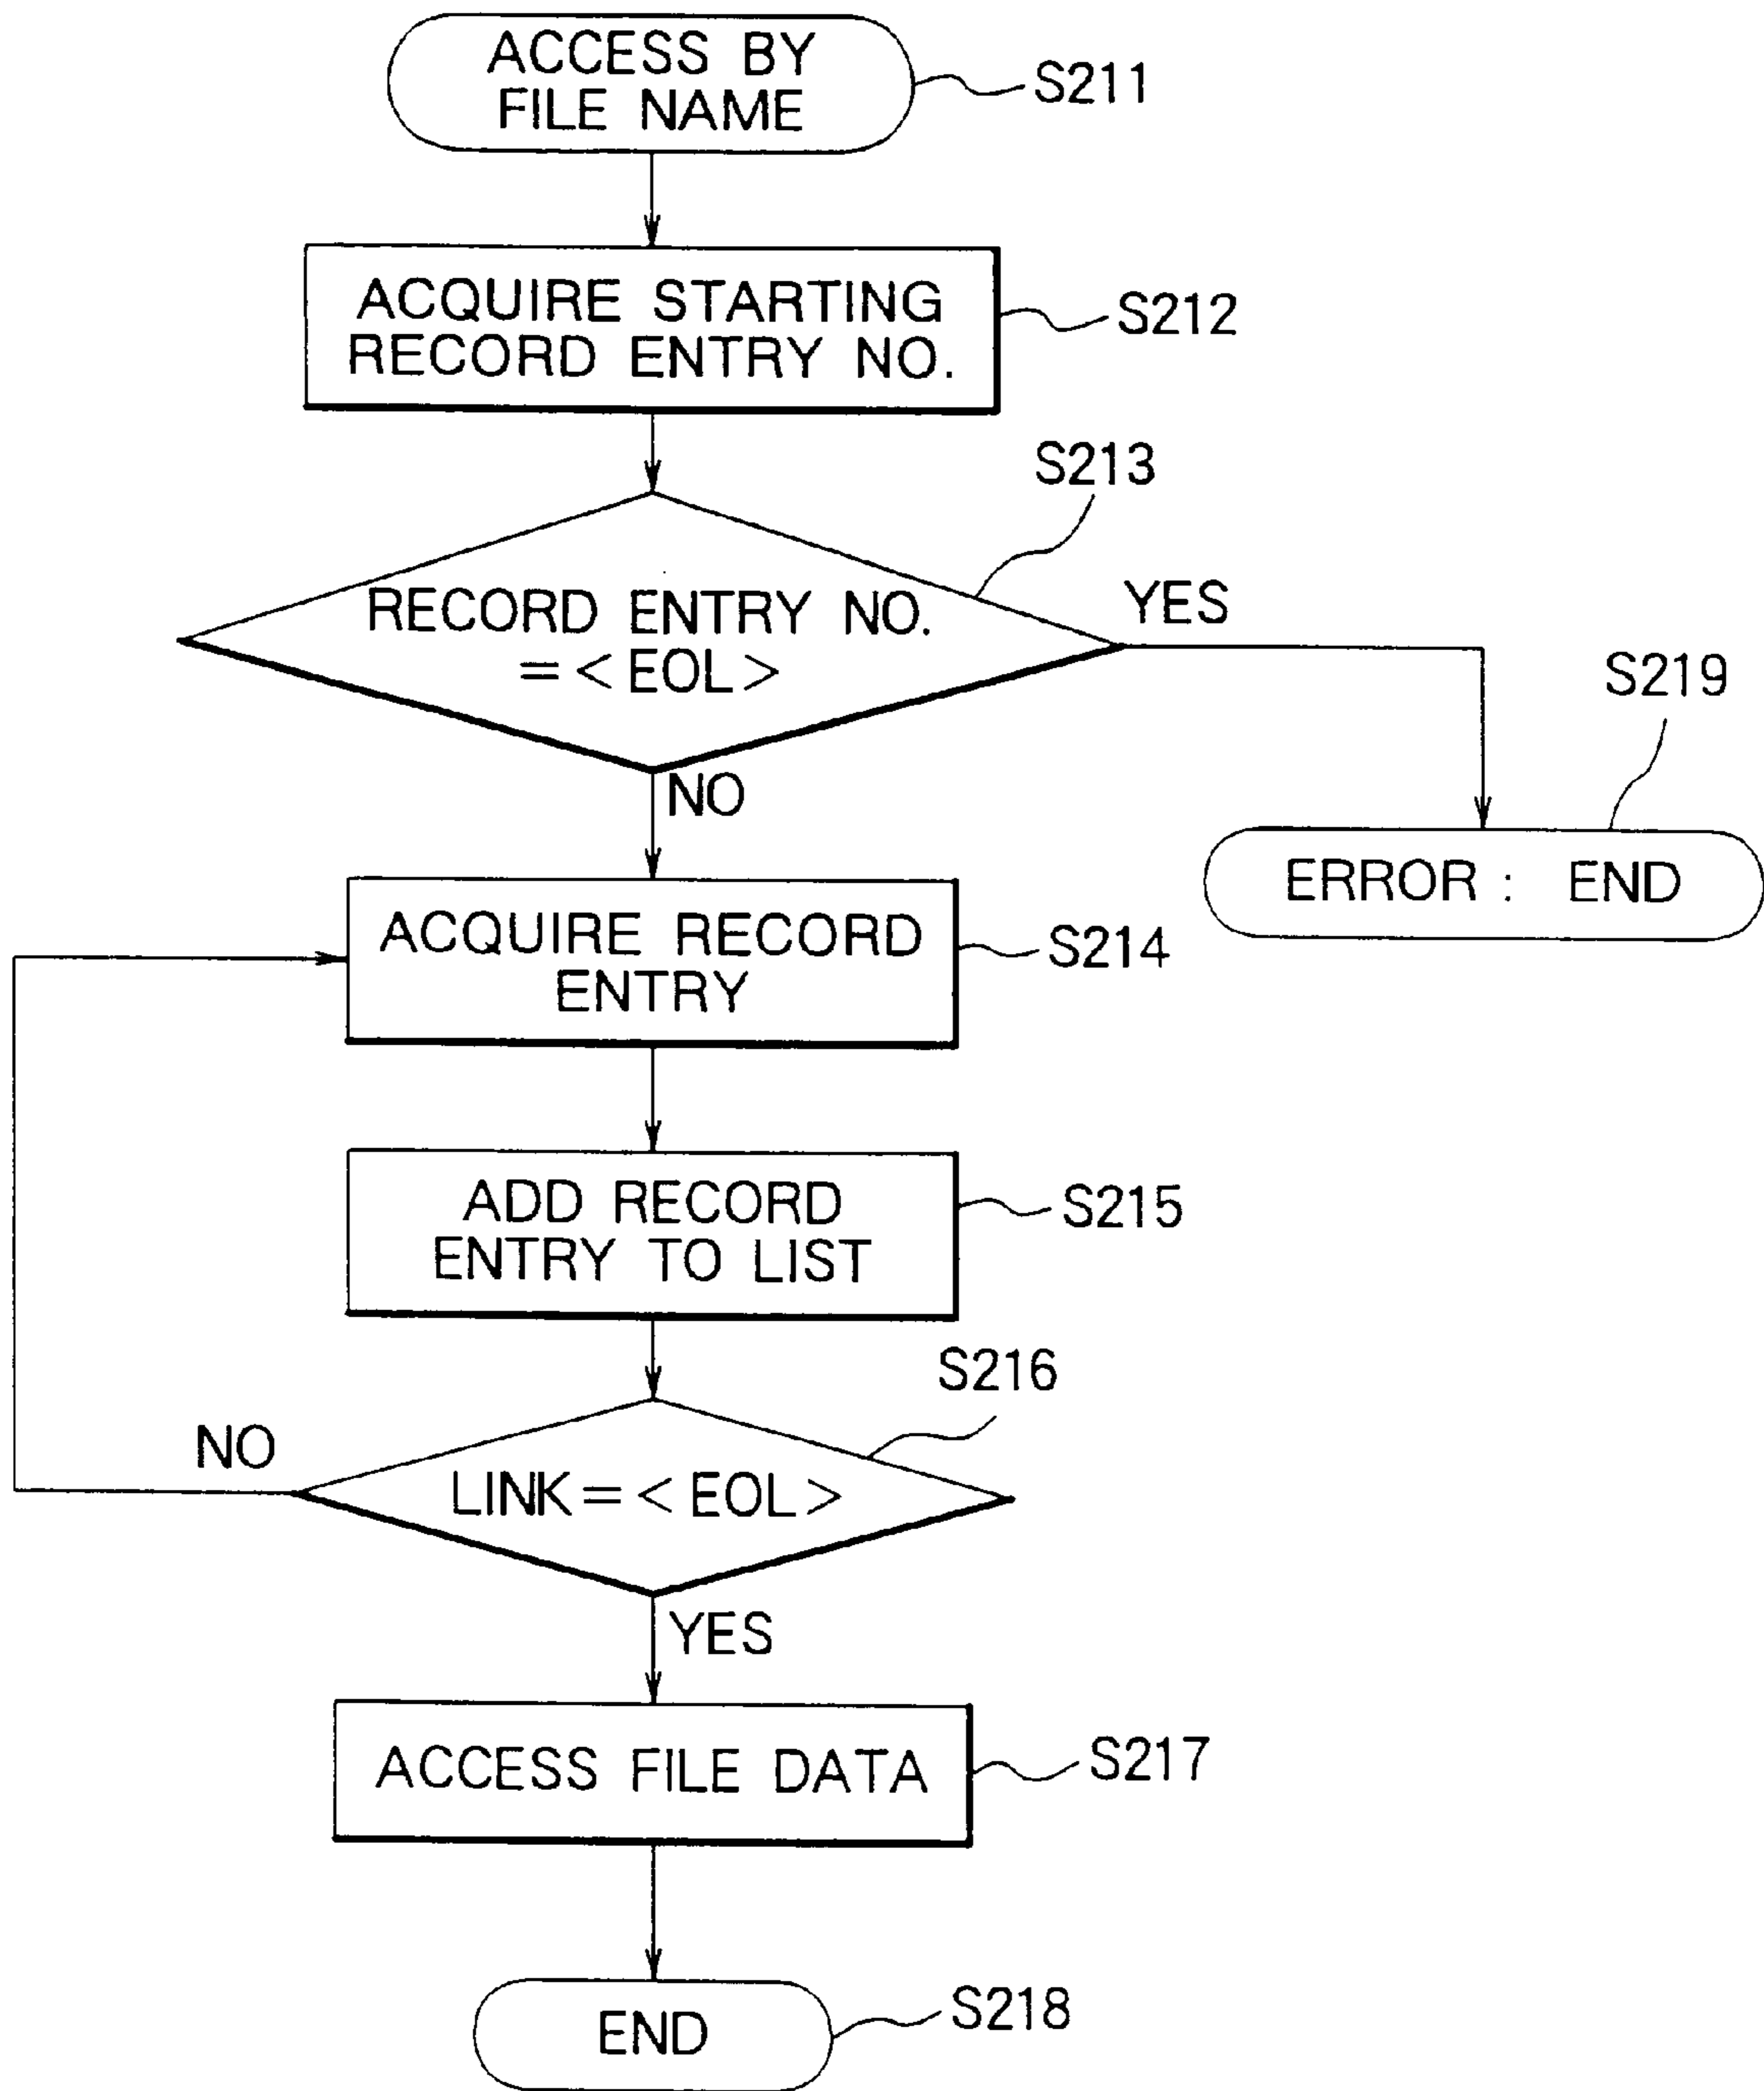 ACCESS BY
FILE NAME
S211
ACQUIRE STARTING
RECORD ENTRY NO.
S212
S213
RECORD ENTRY NO.
=<EOL>
YES
S219
NO
ERROR : END
ACQUIRE RECORD
ENTRY
S214
ADD RECORD
ENTRY TO LIST
S215
S216
NO
LINK=<EOL>
YES
ACCESS FILE DATA
S217
END
S218